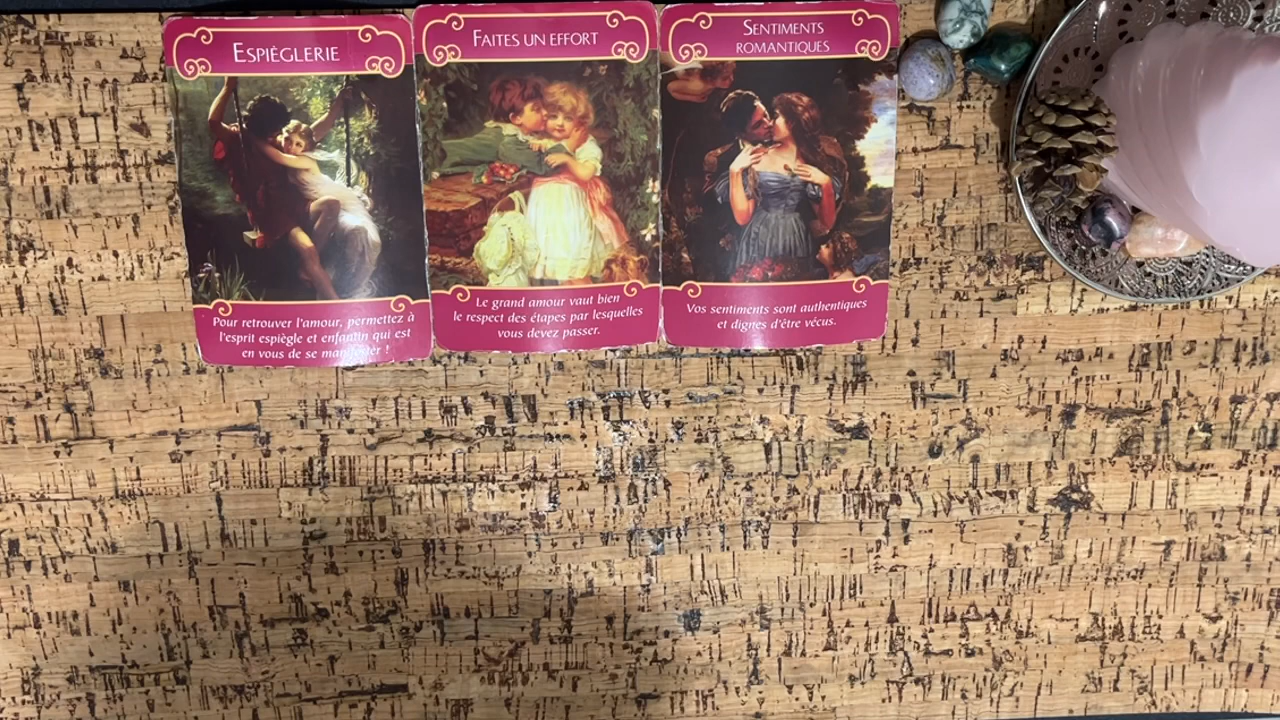 ESPIÈGLERIE
Pour retrouver l'amour, permettez à
l'esprit espiègle et enfantin qui est
en vous de se manifester !
FAITES UN EFFORT
Le grand amour vaut bien
le respect des étapes par lesquelles
vous devez passer.
SENTIMENTS
ROMANTIQUES
Vos sentiments sont authentiques
et dignes d'être vécus.